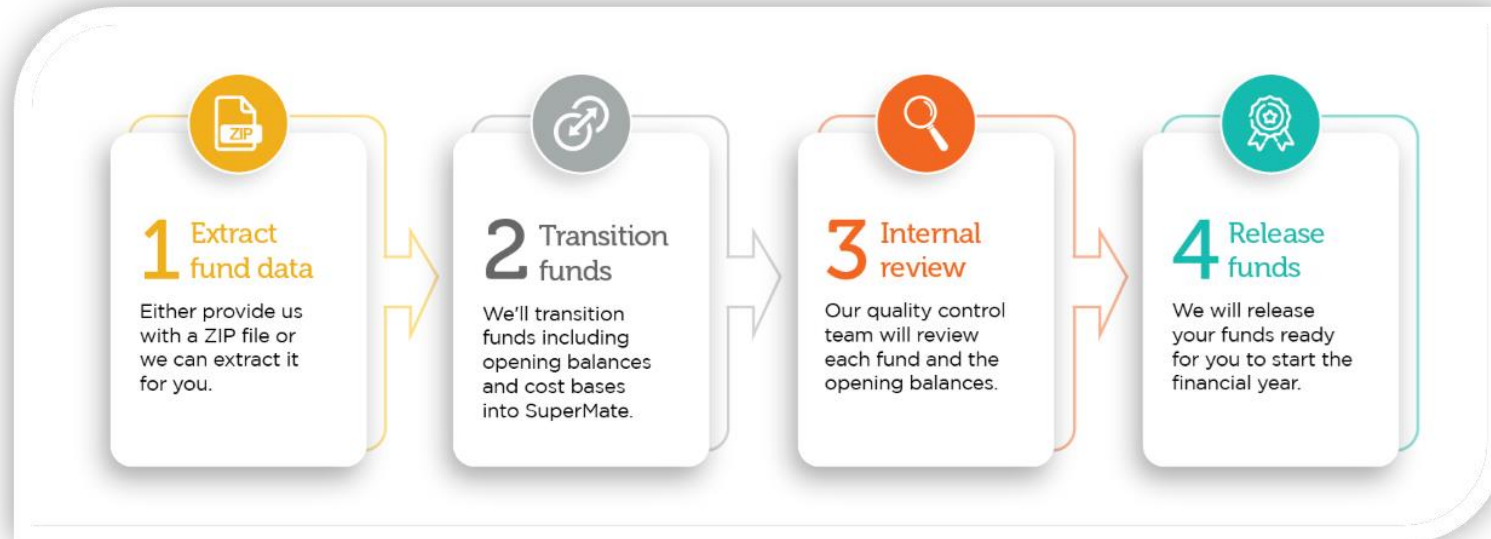 ZIP
1 Extract
fund data
Either provide us
with a ZIP file or
we can extract it
for you.
2 Transition
funds
We'll transition
funds including
opening balances
and cost bases
into SuperMate.
3 Internal
review
Our quality control
team will review
each fund and the
opening balances.
4 Release
funds
We will release
your funds ready
for you to start the
financial year.